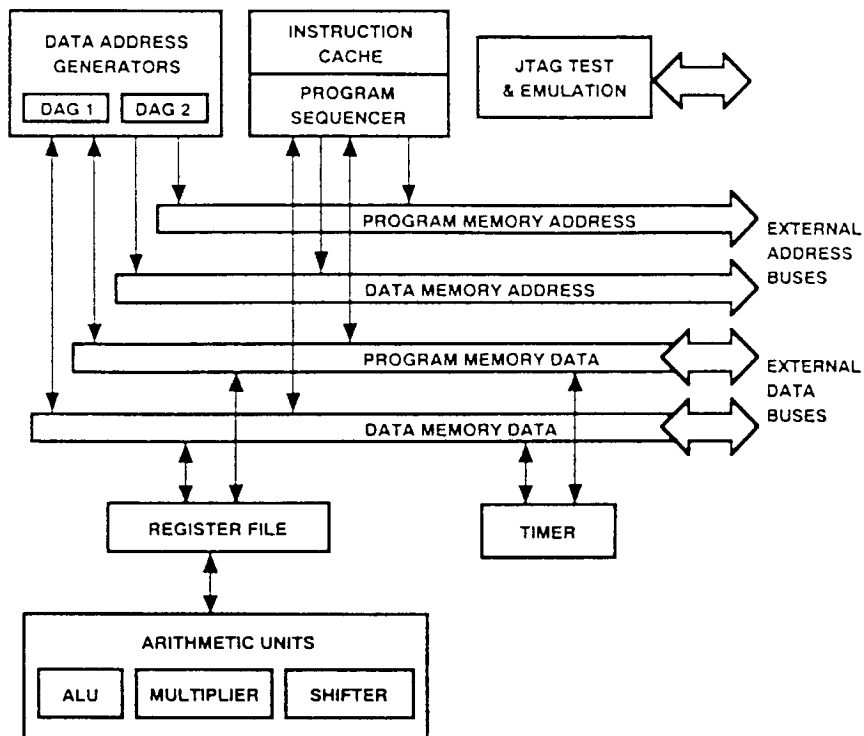 DATA ADDRESS
GENERATORS
DAG 1
DAG 2
INSTRUCTION
CACHE
PROGRAM
SEQUENCER
JTAG TEST
& EMULATION
PROGRAM MEMORY ADDRESS
DATA MEMORY ADDRESS
EXTERNAL
ADDRESS
BUSES
PROGRAM MEMORY DATA
DATA MEMORY DATA
EXTERNAL
DATA
BUSES
REGISTER FILE
TIMER
ARITHMETIC UNITS
ALU
MULTIPLIER
SHIFTER